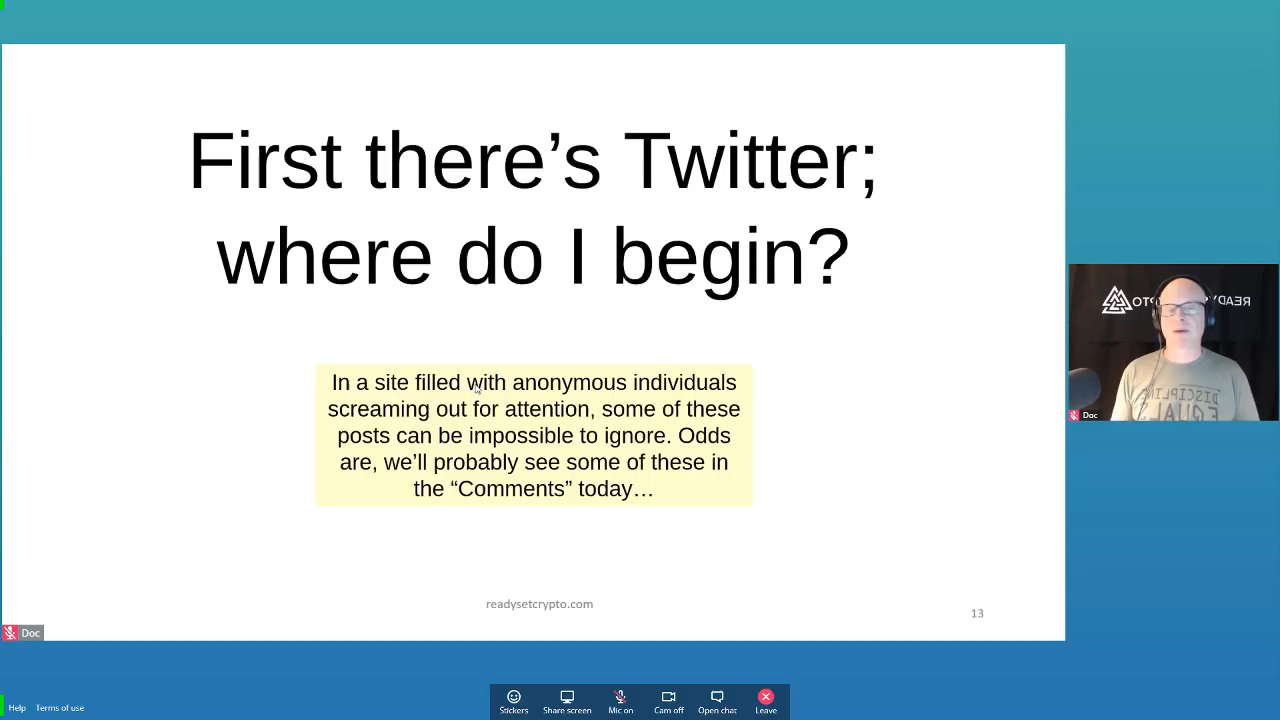 First there’s Twitter;
where do I begin?
In a site filled with anonymous individuals
screaming out for attention, some of these
posts can be impossible to ignore. Odds
are, we’ll probably see some of these in
the “Comments” today…
readysetcrypto.com
13
Doc
DISCIPLINE
EQUALS
Doc
Help
Terms of use
Stickers
Share screen
Mic on
Cam off
Open chat
Leave